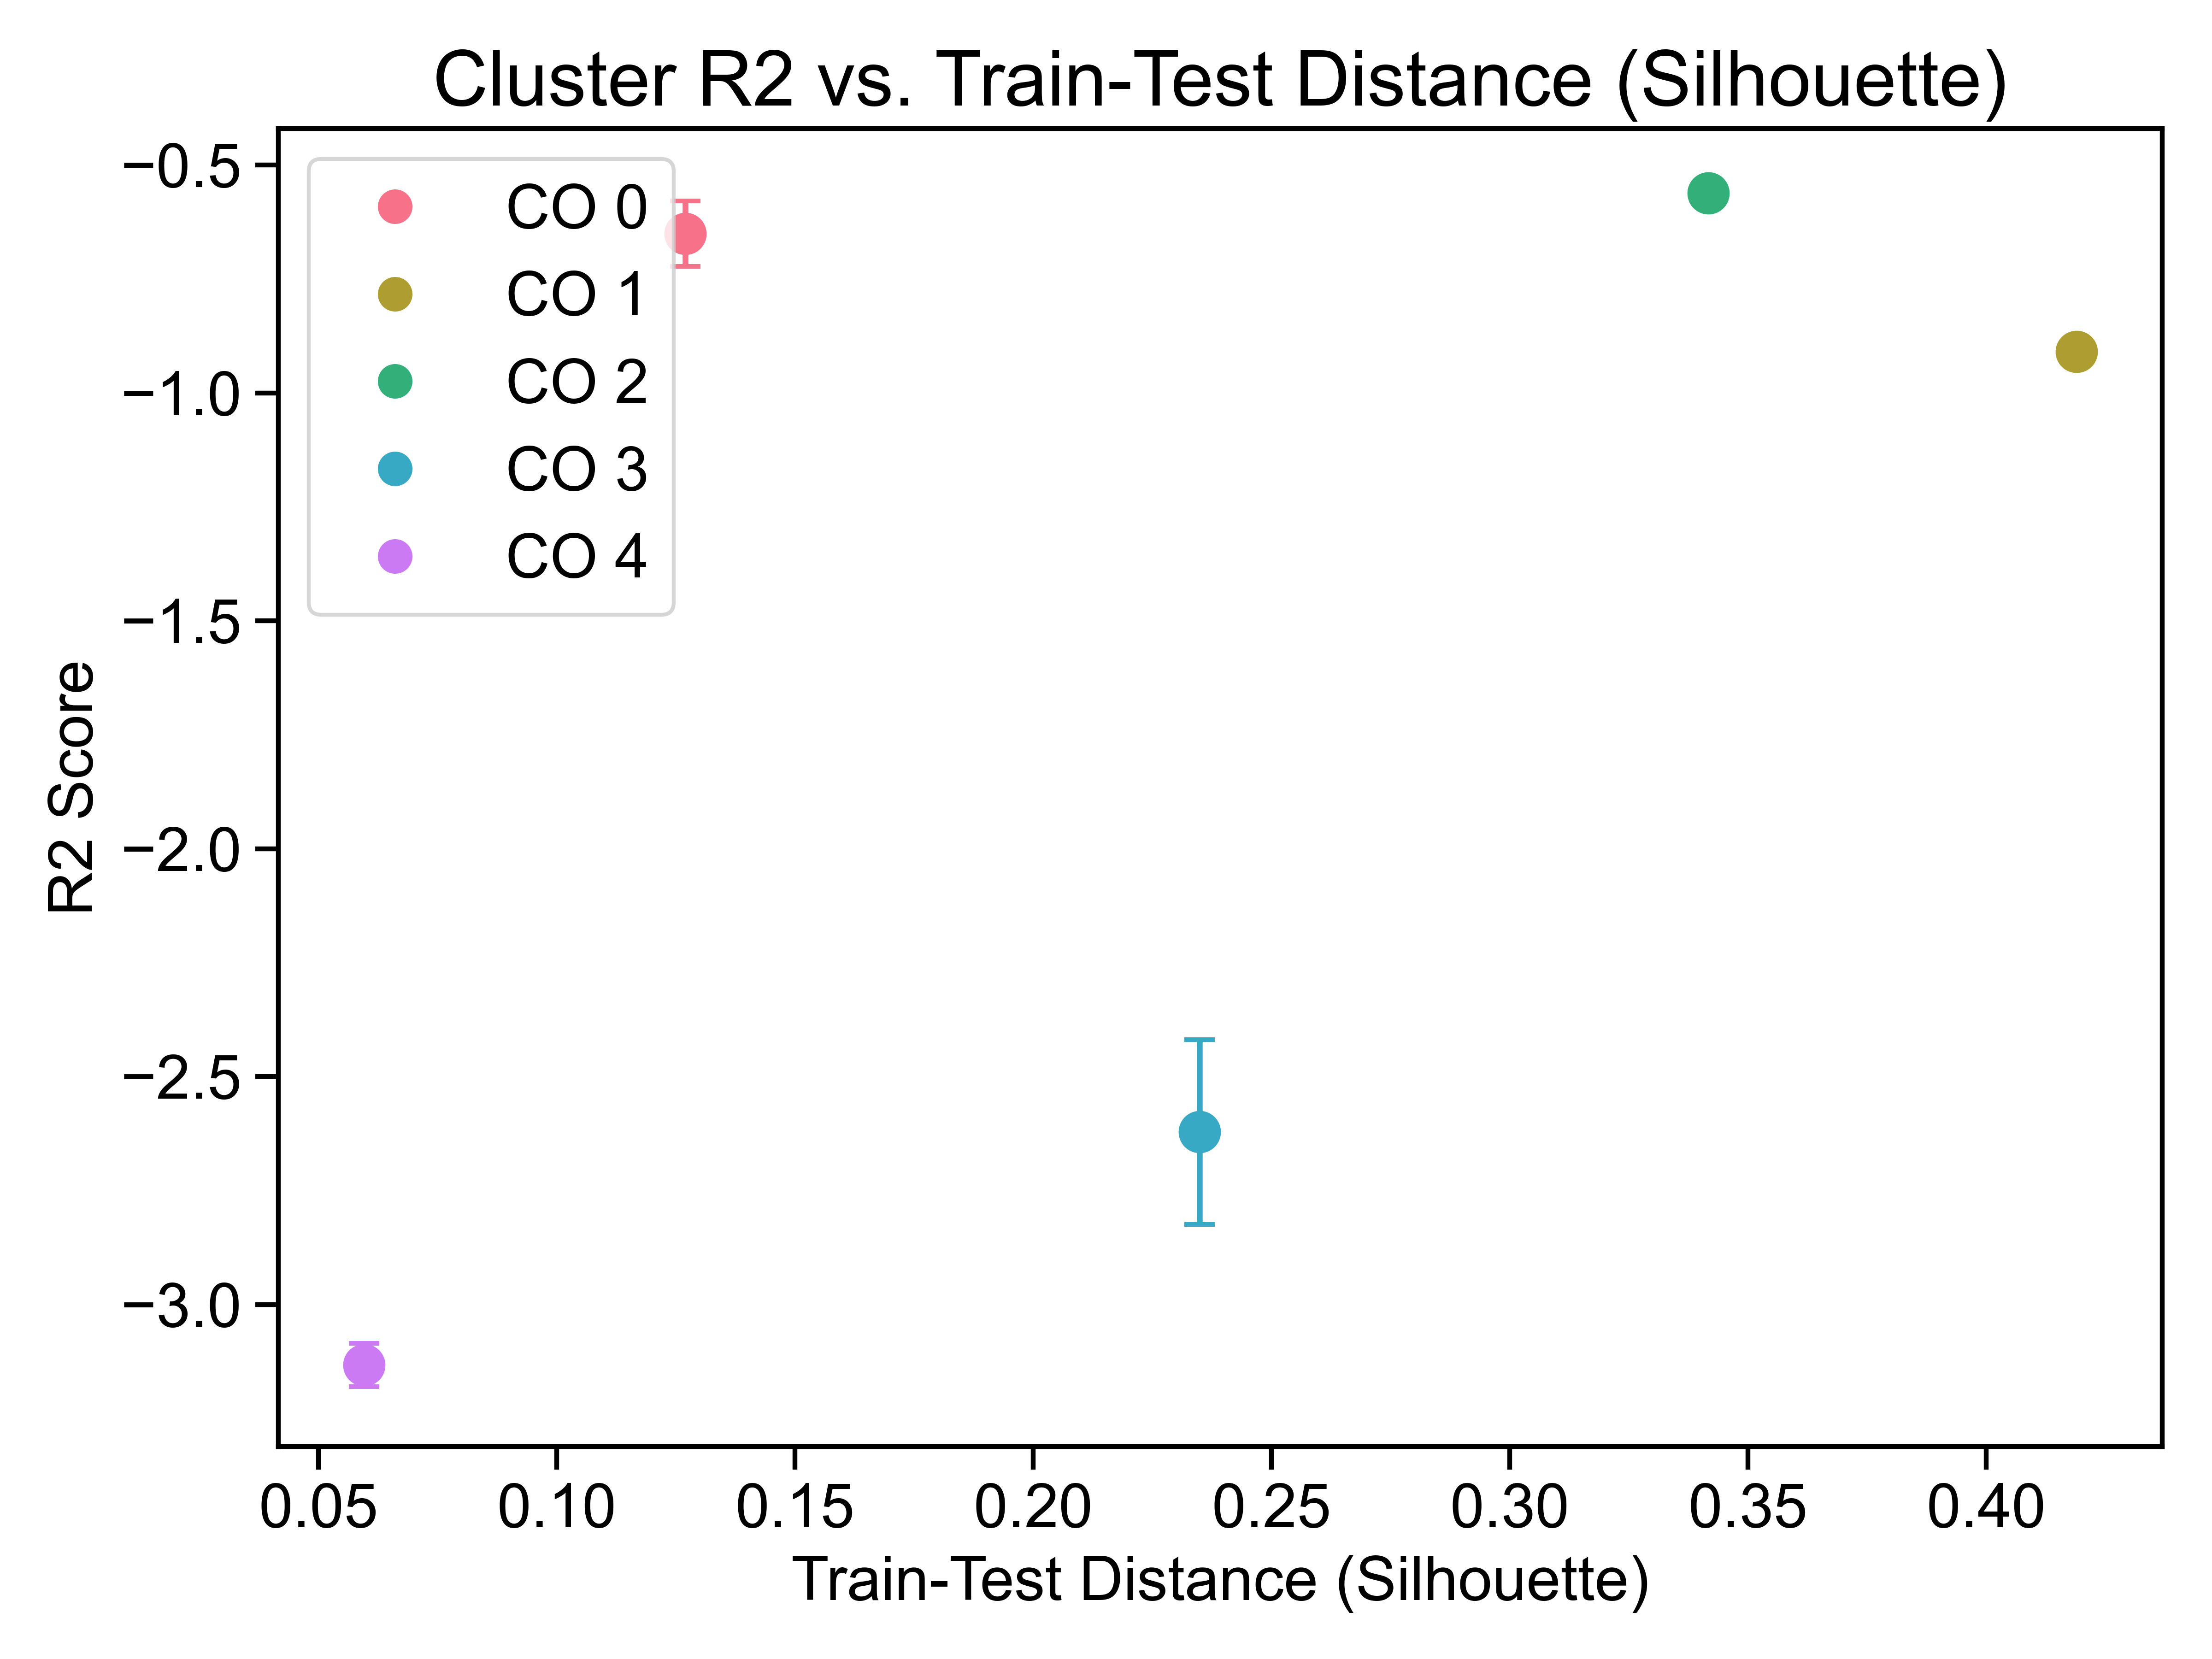 Cluster R2 vs. Train-Test Distance (Silhouette)
CO 0
CO 1
CO 2
CO 3
CO 4
R2 Score
−0.5
−1.0
−1.5
−2.0
−2.5
−3.0
0.05 0.10 0.15 0.20 0.25 0.30 0.35 0.40
Train-Test Distance (Silhouette)